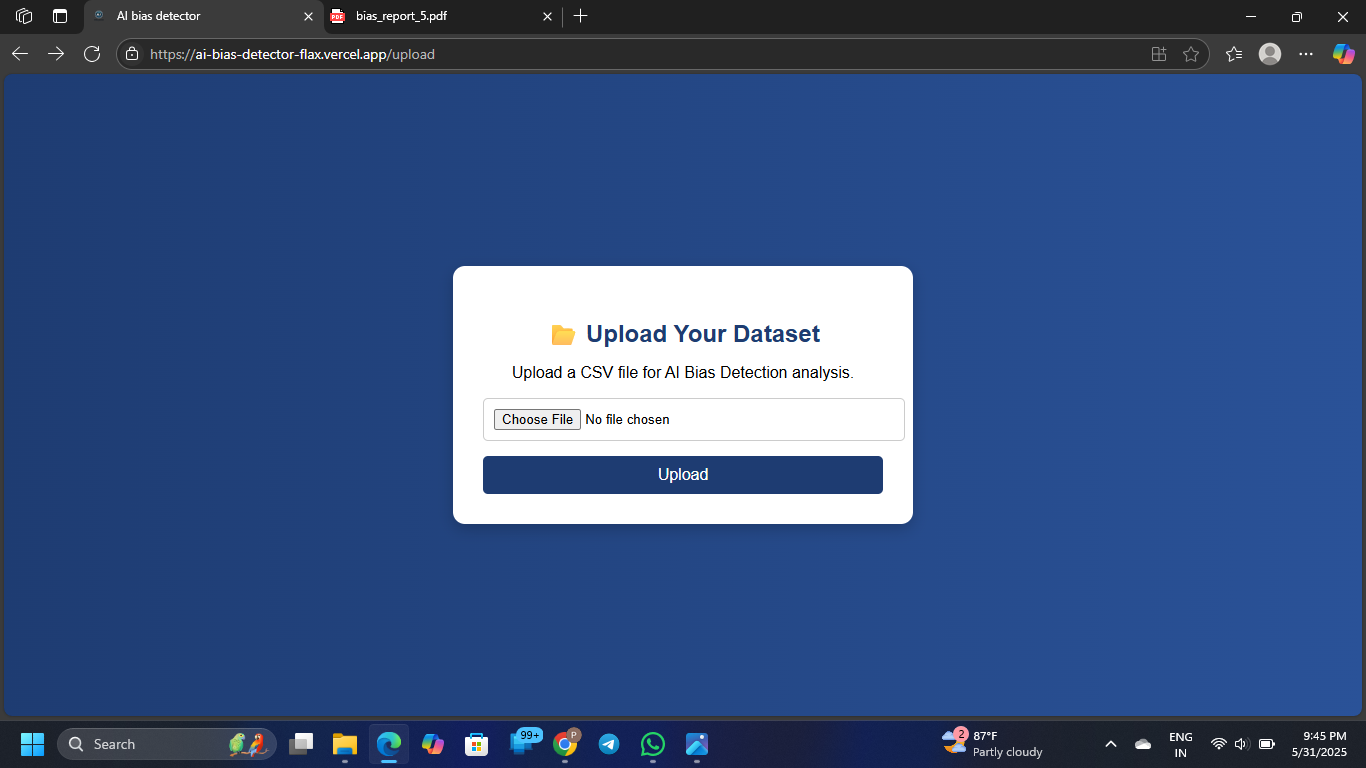 AI bias detector
PDF
bias_report_5.pdf
https://ai-bias-detector-flax.vercel.app/upload
Upload Your Dataset
Upload a CSV file for AI Bias Detection analysis.
Choose File No file chosen
Upload
Search
99+
P
2
87°F
Partly cloudy
ENG
IN
9:45 PM
5/31/2025